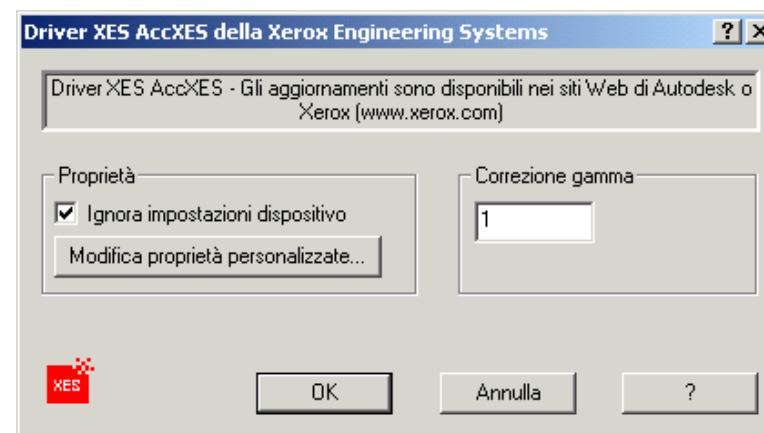 Driver XES AccXES della Xerox Engineering Systems ? X
Driver XES AccXES - Gli aggiornamenti sono disponibili nei siti Web di Autodesk o
Xerox (www.xerox.com)
Proprietà
Correzione gamma
Ignora impostazioni dispositivo
1
Modifica proprietà personalizzate...
XES
OK
Annulla
?